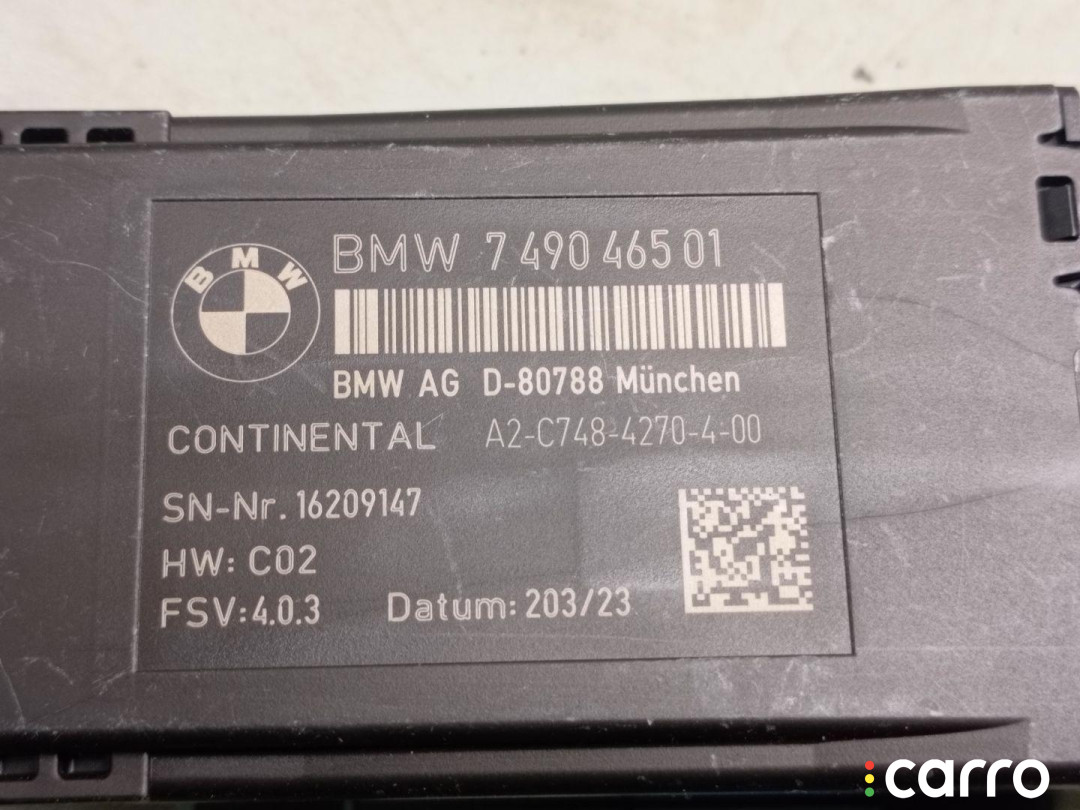 BMW
BMW 7 490 465 01
BMW AG D-80788 München
CONTINENTAL A2-C748-4270-4-00
SN-Nr. 16209147
HW: C02
FSV:4.0.3 Datum: 203/23
carro